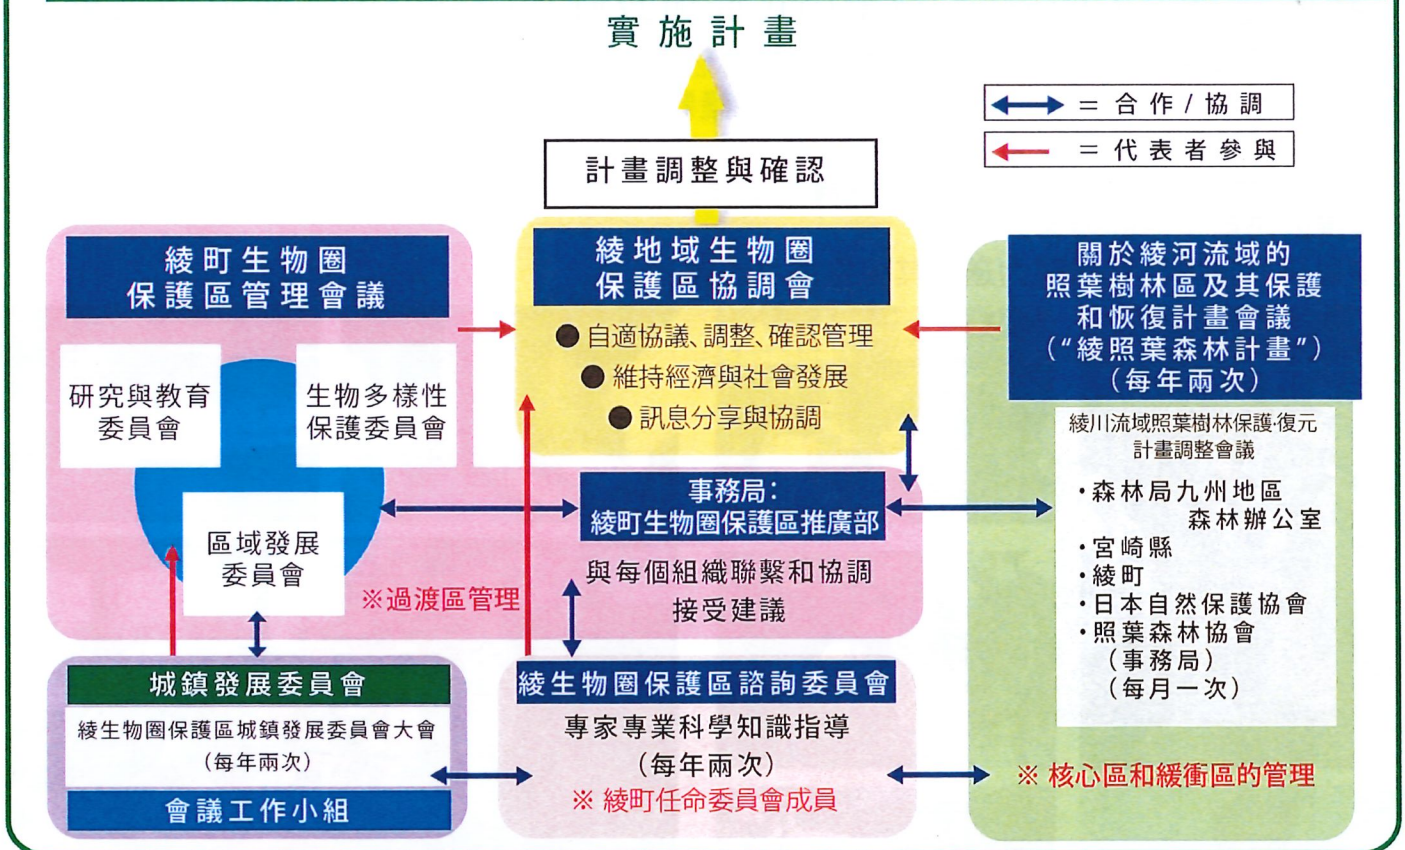 實施計畫
= 合作/協調
= 代表者參與
計畫調整與確認
綾町生物圈
保護區管理會議
研究與教育
委員會
生物多樣性
保護委員會
區域發展
委員會
※過渡區管理
綾地域生物圈
保護區協調會
● 自適協議、調整、確認管理
● 維持經濟與社會發展
● 訊息分享與協調
事務局：
綾町生物圈保護區推廣部
與每個組織聯繫和協調
接受建議
關於綾河流域的
照葉樹林區及其保護
和恢復計畫會議
(“綾照葉森林計畫”)
(每年兩次)
綾川流域照葉樹林保護·復元
計畫調整會議
・森林局九州地區
森林辦公室
・宮崎縣
・綾町
・日本自然保護協會
・照葉森林協會
(事務局)
(每月一次)
※ 核心區和緩衝區的管理
城鎮發展委員會
綾生物圈保護區城鎮發展委員會大會
(每年兩次)
會議工作小組
綾生物圈保護區諮詢委員會
專家專業科學知識指導
(每年兩次)
※ 綾町任命委員會成員